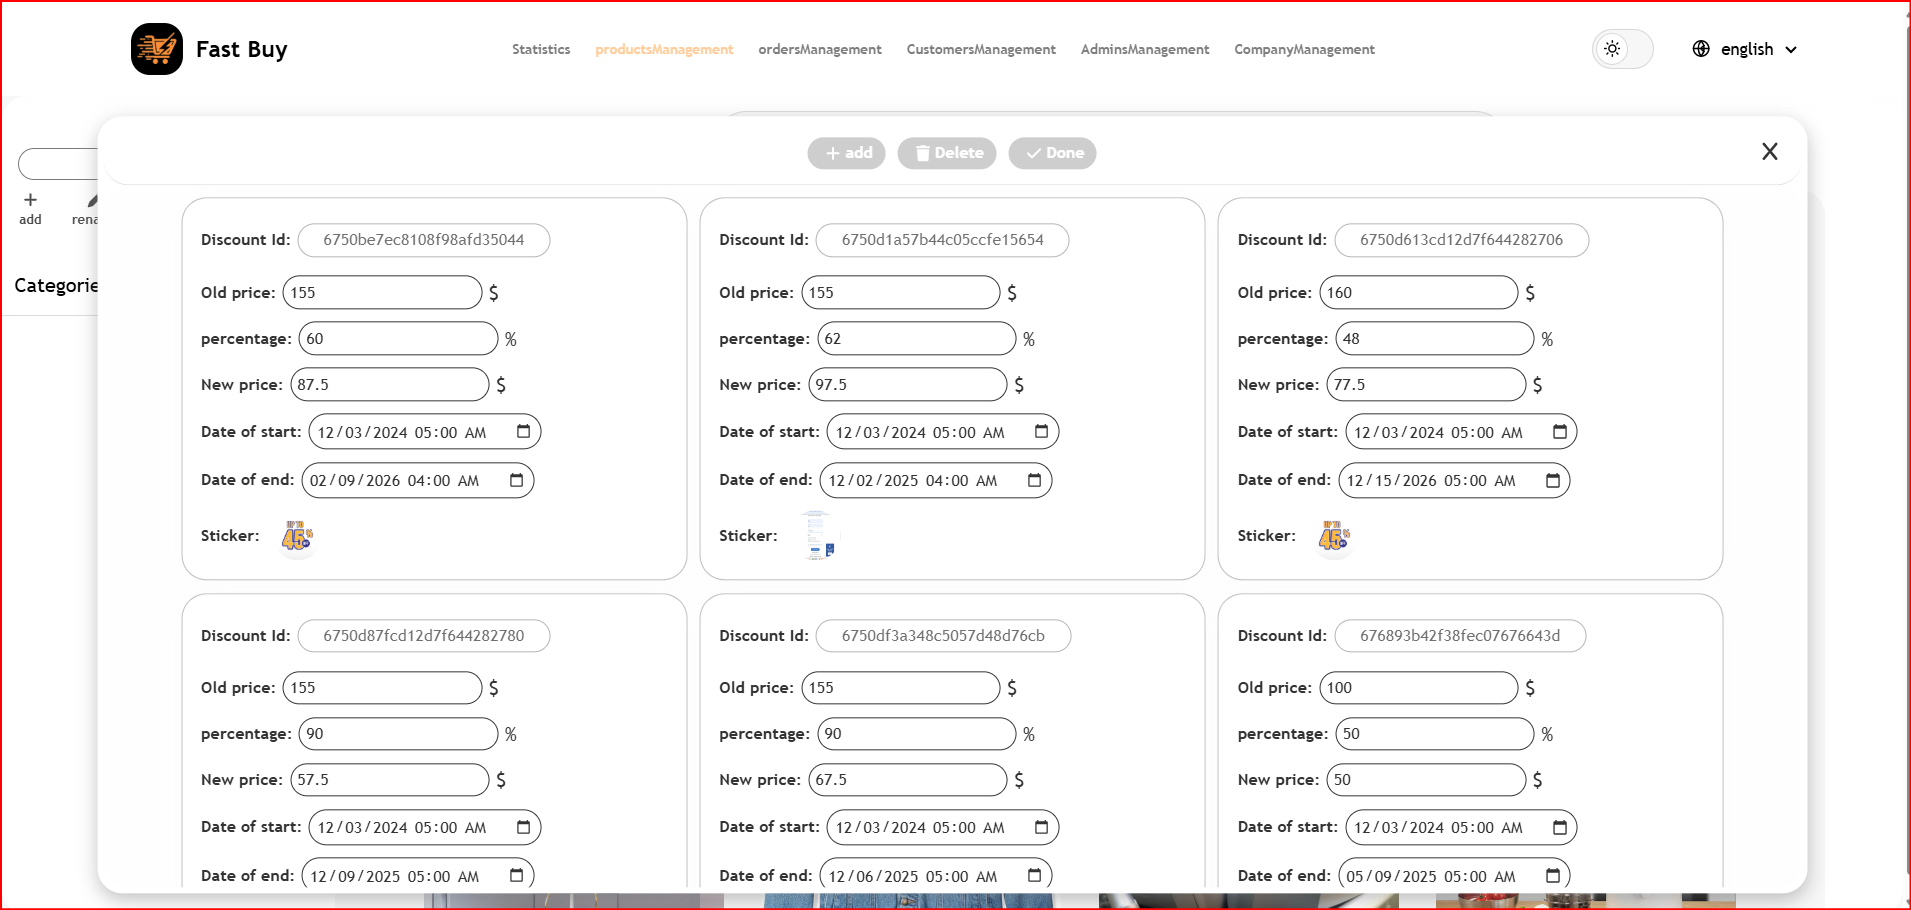 Fast Buy
Statistics productsManagement ordersManagement CustomersManagement AdminsManagement CompanyManagement
english
add Delete Done X
add rena
Categorie
Discount Id: 6750be7ec8108f98afd35044
Old price: 155 $
percentage: 60 %
New price: 87.5 $
Date of start: 12/03/2024 05:00 AM
Date of end: 02/09/2026 04:00 AM
Sticker: UP TO 45%
Discount Id: 6750d1a57b44c05ccfe15654
Old price: 155 $
percentage: 62 %
New price: 97.5 $
Date of start: 12/03/2024 05:00 AM
Date of end: 12/02/2025 04:00 AM
Sticker:
Discount Id: 6750d613cd12d7f644282706
Old price: 160 $
percentage: 48 %
New price: 77.5 $
Date of start: 12/03/2024 05:00 AM
Date of end: 12/15/2026 05:00 AM
Sticker: UP TO 45%
Discount Id: 6750d87fcd12d7f644282780
Old price: 155 $
percentage: 90 %
New price: 57.5 $
Date of start: 12/03/2024 05:00 AM
Date of end: 12/09/2025 05:00 AM
Discount Id: 6750df3a348c5057d48d76cb
Old price: 155 $
percentage: 90 %
New price: 67.5 $
Date of start: 12/03/2024 05:00 AM
Date of end: 12/06/2025 05:00 AM
Discount Id: 676893b42f38fec07676643d
Old price: 100 $
percentage: 50 %
New price: 50 $
Date of start: 12/03/2024 05:00 AM
Date of end: 05/09/2025 05:00 AM